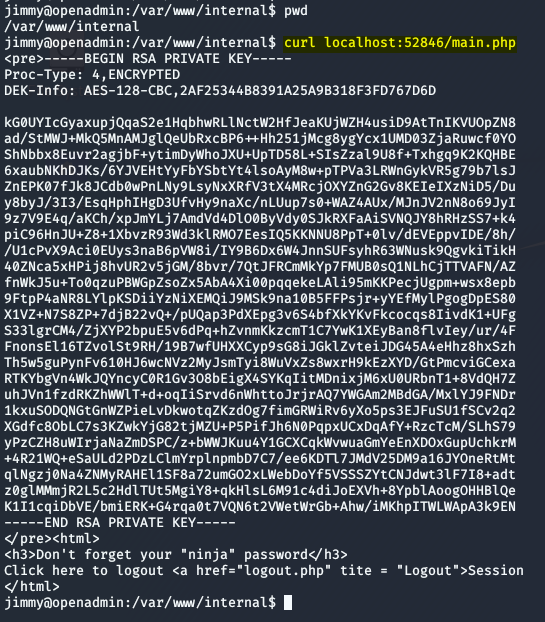 jimmy@openadmin:/var/www/internal$ pwd
/var/www/internal
jimmy@openadmin:/var/www/internal$ curl localhost:52846/main.php
<pre>-----BEGIN RSA PRIVATE KEY-----
Proc-Type: 4,ENCRYPTED
DEK-Info: AES-128-CBC,2AF25344B8391A25A9B318F3FD767D6D

kG0UYIcGyaxupjQqaS2e1HqbhwRLlNctW2HfJeaKUjWZH4usiD9AtTnIKVUOpZN8
ad/StMWJ+MkQ5MnAMJglQeUbRxcBP6++Hh251jMcg8ygYcx1UMD03ZjaRuwcf0YO
ShNbbx8Euvr2agjbF+ytimDyWhoJXU+UpTD58L+SIsZzal9U8f+Txhgq9K2KQHBE
6xaubNKhDJKs/6YJVEHtYyFbYSbtYt4lsoAyM8w+pTPVa3LRWnGykVR5g79b7lsJ
ZnEPK07fJk8JCdb0wPnLNy9LsyNxXRfV3tX4MRcjOXYZnG2Gv8KEIeIXzNiD5/Du
y8byJ/3I3/EsqHphIHgD3UfvHy9naXc/nLUup7s0+WAZ4AUx/MJnJV2nN8o69JyI
9z7V9E4q/aKCh/xpJmYLj7AmdVd4DlO0ByVdy0SJkRXFaAiSVNQJY8hRHzSS7+k4
piC96HnJU+Z8+1XbvzR93Wd3klRMO7EesIQ5KKNNU8PpT+0lv/dEVEppvIDE/8h/
/U1cPvX9Aci0EUys3naB6pVW8i/IY9B6Dx6W4JnnSUFsyhR63WNusk9QgvkiTikH
40ZNca5xHPij8hvUR2v5jGM/8bvr/7QtJFRCmMkYp7FMUB0sQ1NLhCjTTVAFN/AZ
fnWkJ5u+To0qzuPBWGpZsoZx5AbA4Xi00pqqekeLAli95mKKPecjUgpm+wsx8epb
9FtpP4aNR8LYlpKSDiiYzNiXEMQiJ9MSk9na10B5FFPsjr+yYEfMylPgogDpES80
X1VZ+N7S8ZP+7djB22vQ+/pUQap3PdXEpg3v6S4bfXkYKvFkcocqs8IivdK1+UFg
S33lgrCM4/ZjXYP2bpuE5v6dPq+hZvnmKkzcmT1C7YwK1XEyBan8flvIey/ur/4F
FnonsEl16TZvolSt9RH/19B7wfUHXXCyp9sG8iJGklZvteiJDG45A4eHhz8hxSzh
Th5w5guPynFv610HJ6wcNVz2MyJsmTyi8WuVxZs8wxrH9kEzXYD/GtPmcviGCexa
RTKYbgVn4WkJQYncyC0R1Gv3O8bEigX4SYKqIitMDnixjM6xU0URbnT1+8VdQH7Z
uhJVn1fzdRKZhWWlT+d+oqIiSrvd6nWhttoJrjrAQ7YWGAm2MBdGA/MxlYJ9FNDr
1kxuSODQNGtGnWZPieLvDkwotqZKzdOg7fimGRWiRv6yXo5ps3EJFuSU1fSCv2q2
XGdfc8ObLC7s3KZwkYjG82tjMZU+P5PifJh6N0PqpxUCxDqAfY+RzcTcM/SLhS79
yPzCZH8uWIrjaNaZmDSPC/z+bWWJKuu4Y1GCXCqkWvwuaGmYeEnXDOxGupUchkrM
+4R21WQ+eSaULd2PDzLClmYrplnpmbD7C7/ee6KDTl7JMdV25DM9a16JYOneRtMt
qlNgzj0Na4ZNMyRAHEl1SF8a72umGO2xLWebDoYf5VSSSZYtCNJdwt3lF7I8+adt
z0glMMmjR2L5c2HdlTUt5MgiY8+qkHlsL6M91c4diJoEXVh+8YpblAoogOHHBlQe
K1I1cqiDbVE/bmiERK+G4rqa0t7VQN6t2VWetWrGb+Ahw/iMKhpITWLWApA3k9EN
-----END RSA PRIVATE KEY-----
</pre><html>
<h3>Don't forget your "ninja" password</h3>
Click here to logout <a href="logout.php" tite = "Logout">Session
</html>
jimmy@openadmin:/var/www/internal$